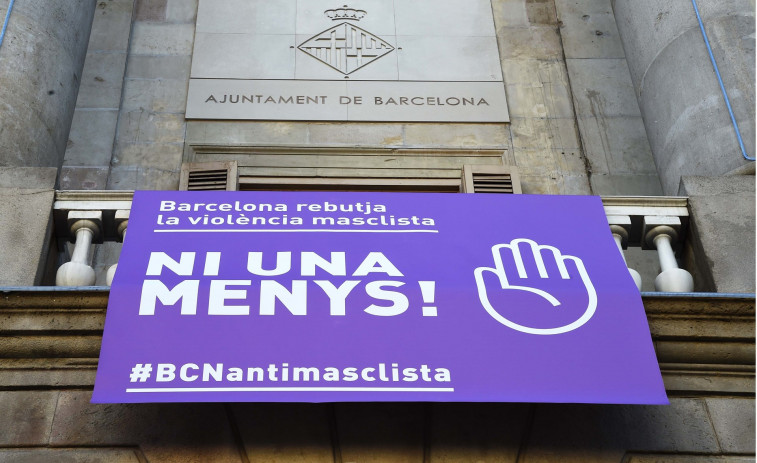 AJUNTAMENT DE BARCELONA
Barcelona rebutja
la violència masclista
NI UNA
MENYS!
#BCNantimasclista